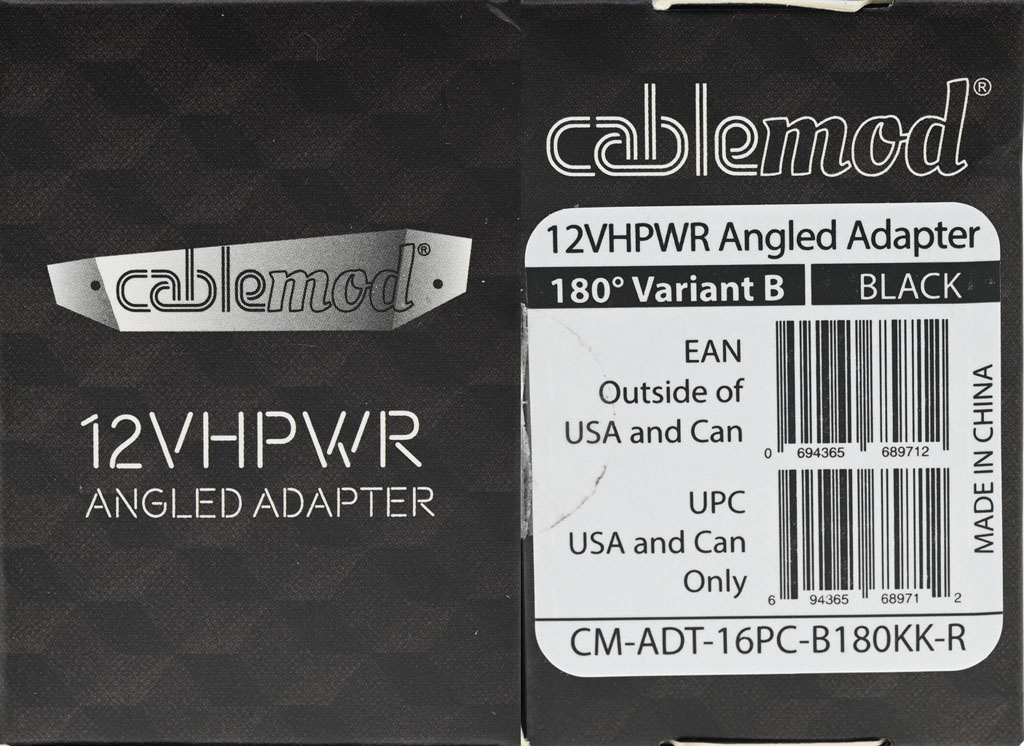 cablemod®
12VHPWR
ANGLED ADAPTER
cablemod®
12VHPWR Angled Adapter
180° Variant B
BLACK
EAN
Outside of
USA and Can
0 694365 689712
UPC
USA and Can
Only
6 94365 68971 2
MADE IN CHINA
CM-ADT-16PC-B180KK-R